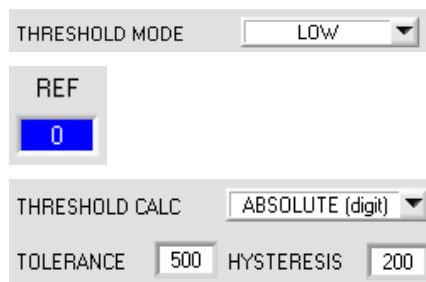 THRESHOLD MODE LOW
REF
0
THRESHOLD CALC ABSOLUTE (digit)
TOLERANCE 500 HYSTERESIS 200